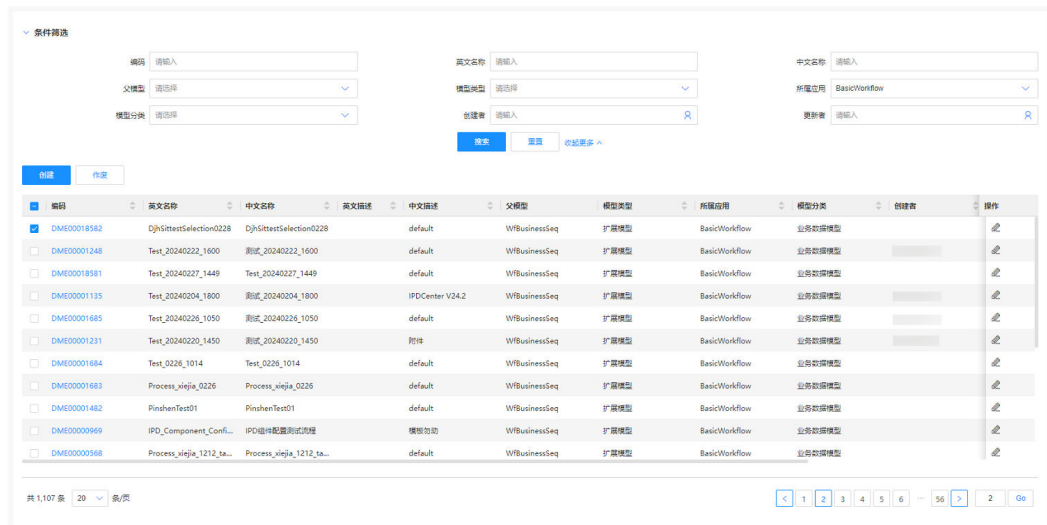 条件筛选
编码 请输入 英文名称 请输入 中文名称 请输入
父模型 请选择 模型类型 请选择 所属应用 BasicWorkflow
模型分类 请选择 创建者 请输入 更新者 请输入
搜索 重置 收起更多
创建 作废
编码 英文名称 中文名称 英文描述 中文描述 父模型 模型类型 所属应用 模型分类 创建者 操作
DME00018582 DjhSittestSelection0228 DjhSittestSelection0228 default WfBusinessSeq 扩展模型 BasicWorkflow 业务数据模型
DME00001248 Test_20240222_1600 测试_20240222_1600 default WfBusinessSeq 扩展模型 BasicWorkflow 业务数据模型
DME00018581 Test_20240227_1449 Test_20240227_1449 default WfBusinessSeq 扩展模型 BasicWorkflow 业务数据模型
DME00001135 Test_20240204_1800 测试_20240204_1800 IPDCenter V24.2 WfBusinessSeq 扩展模型 BasicWorkflow 业务数据模型
DME00001685 Test_20240226_1050 测试_20240226_1050 default WfBusinessSeq 扩展模型 BasicWorkflow 业务数据模型
DME00001231 Test_20240220_1450 测试_20240220_1450 附件 WfBusinessSeq 扩展模型 BasicWorkflow 业务数据模型
DME00001684 Test_0226_1014 Test_0226_1014 default WfBusinessSeq 扩展模型 BasicWorkflow 业务数据模型
DME00001683 Process_xiejia_0226 Process_xiejia_0226 default WfBusinessSeq 扩展模型 BasicWorkflow 业务数据模型
DME00001482 PinshenTest01 PinshenTest01 default WfBusinessSeq 扩展模型 BasicWorkflow 业务数据模型
DME00000969 IPD_Component_Confi... IPD组件配置测试流程 模板勿动 WfBusinessSeq 扩展模型 BasicWorkflow 业务数据模型
DME00000568 Process_xiejia_1212_ta... Process_xiejia_1212_ta... default WfBusinessSeq 扩展模型 BasicWorkflow 业务数据模型
共 1,107 条 20 条/页 < 1 2 3 4 5 6 ... 56 > 2 Go